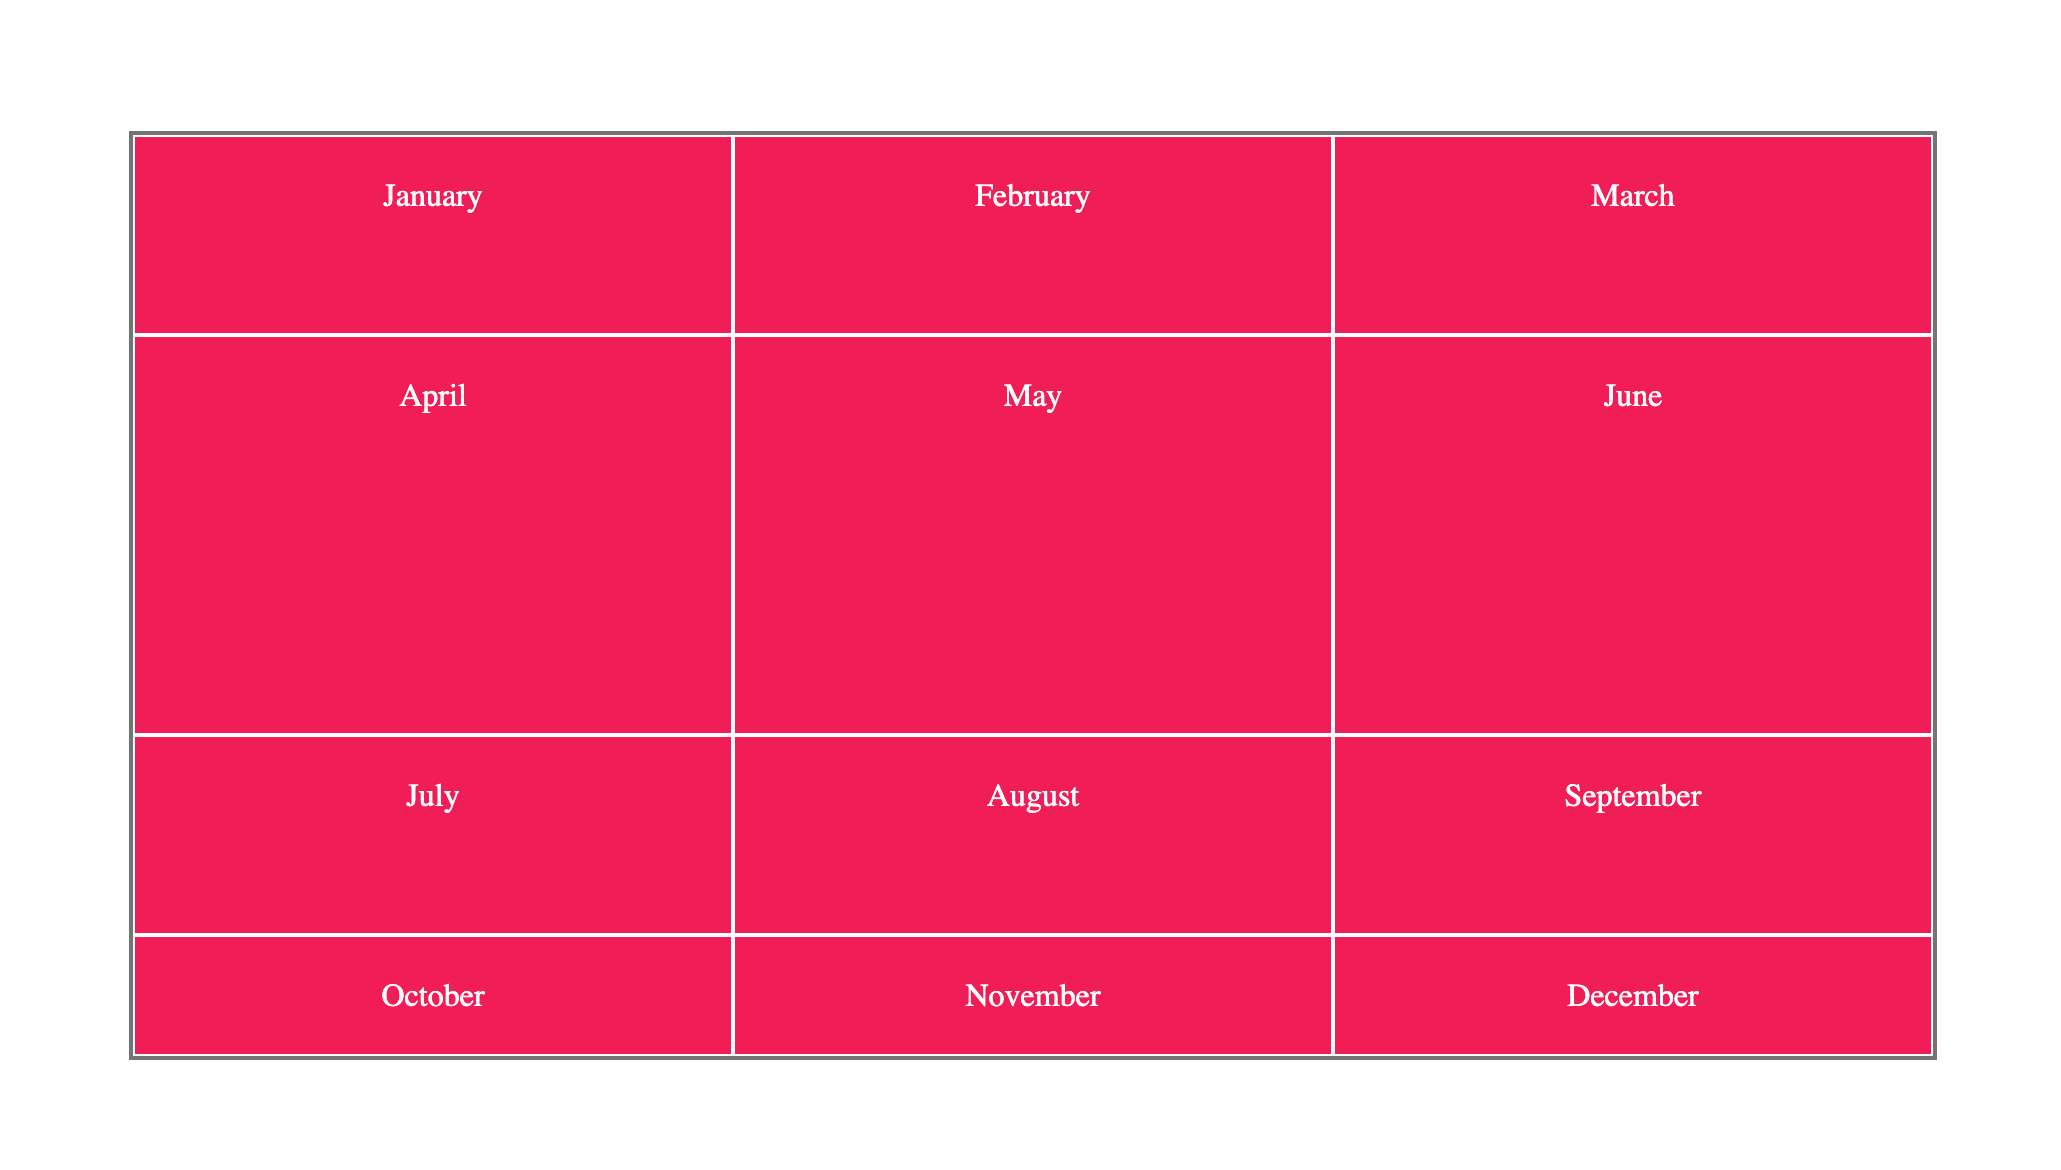 January February March
April May June
July August September
October November December